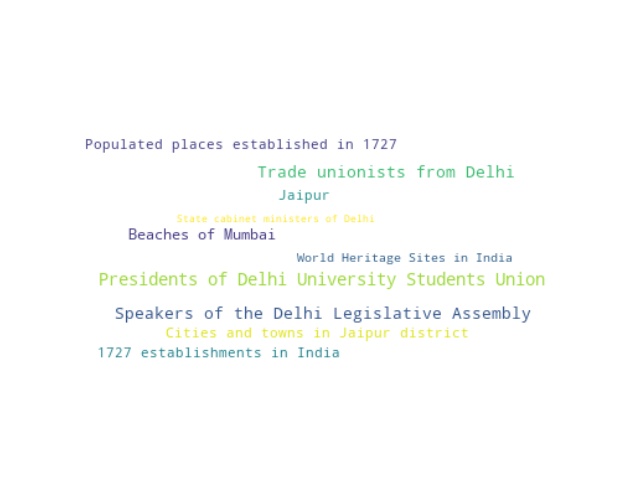 Populated places established in 1727
Trade unionists from Delhi
Jaipur
State cabinet ministers of Delhi
Beaches of Mumbai
World Heritage Sites in India
Presidents of Delhi University Students Union
Speakers of the Delhi Legislative Assembly
Cities and towns in Jaipur district
1727 establishments in India